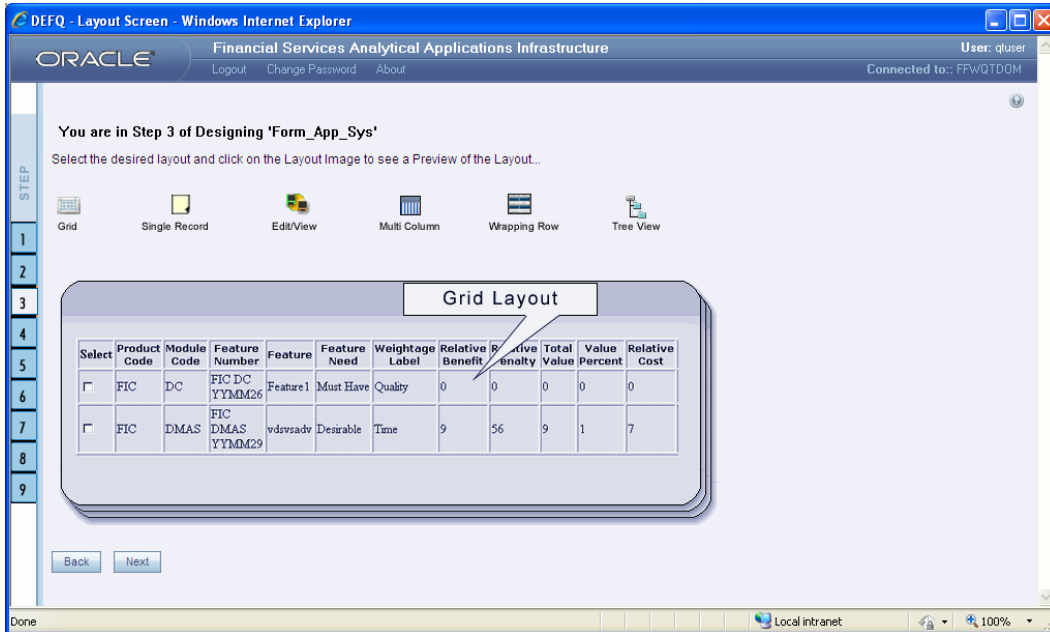 DEFQ - Layout Screen - Windows Internet Explorer
ORACLE
Financial Services Analytical Applications Infrastructure
User: qtuser
Logout Change Password About
Connected to:: FFWQTDOM
You are in Step 3 of Designing 'Form_App_Sys'
Select the desired layout and click on the Layout Image to see a Preview of the Layout...
STEP
1
2
3
4
5
6
7
8
9
Grid Single Record Edit/View Multi Column Wrapping Row Tree View
Grid Layout
Select Product Module Feature Feature Feature Weightage Relative Total Value Relative
Code Code Number Need Label Benefit Penalty Value Percent Cost
FIC DC FIC DC YYMM26 Feature1 Must Have Quality 0 0 0 0 0
FIC DMAS FIC DMAS YYMM29 vdsvsadv Desirable Time 9 56 9 1 7
Back Next
Done
Local intranet
100%